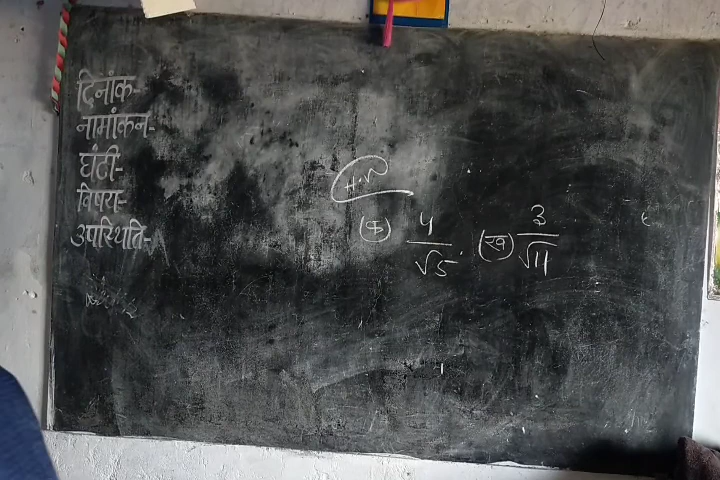 दिनांक-
नामांकन-
घंटी-
विषय-
उपस्थिति-
H.W
(क) 4/√5 . (ख) 3/√11